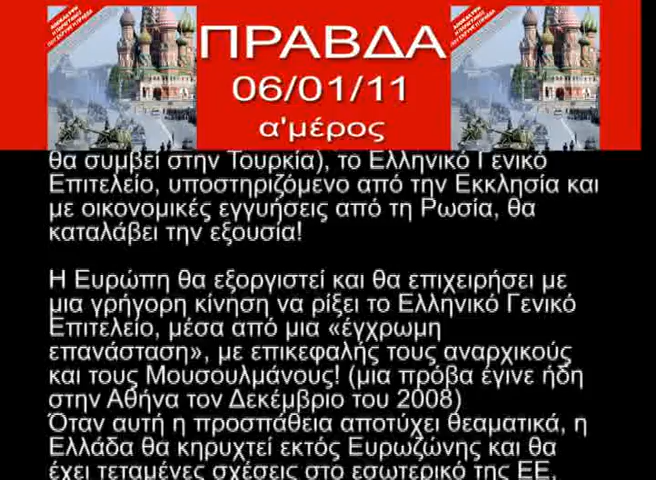 ΠΡΑΒΔΑ
06/01/11
α'μέρος
θα συμβεί στην Τουρκία), το Ελληνικό Γενικό
Επιτελείο, υποστηριζόμενο από την Εκκλησία και
με οικονομικές εγγυήσεις από τη Ρωσία, θα
καταλάβει την εξουσία!
Η Ευρώπη θα εξοργιστεί και θα επιχειρήσει με
μια γρήγορη κίνηση να ρίξει το Ελληνικό Γενικό
Επιτελείο, μέσα από μια «έγχρωμη
επανάσταση», με επικεφαλής τους αναρχικούς
και τους Μουσουλμάνους! (μια πρόβα έγινε ήδη
στην Αθήνα τον Δεκέμβριο του 2008)
Όταν αυτή η προσπάθεια αποτύχει θεαματικά, η
Ελλάδα θα κηρυχτεί εκτός Ευρωζώνης και θα
έχει τεταμένες σχέσεις στο εσωτερικό της ΕΕ,